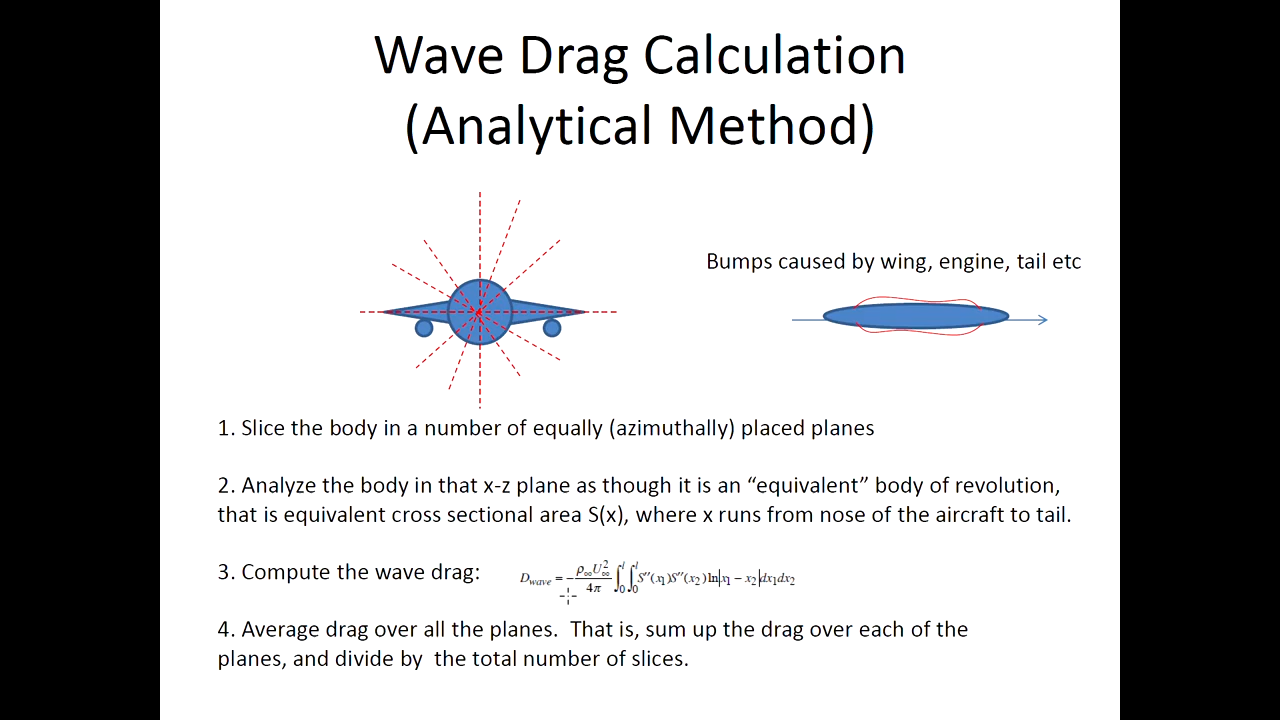 Wave Drag Calculation
(Analytical Method)
Bumps caused by wing, engine, tail etc
1. Slice the body in a number of equally (azimuthally) placed planes
2. Analyze the body in that x-z plane as though it is an “equivalent” body of revolution,
that is equivalent cross sectional area S(x), where x runs from nose of the aircraft to tail.
3. Compute the wave drag: D_wave = -ρ∞U∞²/4π ∫₀ˡ∫₀ˡ S″(x₁)S″(x₂)ln|x₁ − x₂|dx₁dx₂
4. Average drag over all the planes.  That is, sum up the drag over each of the
planes, and divide by  the total number of slices.